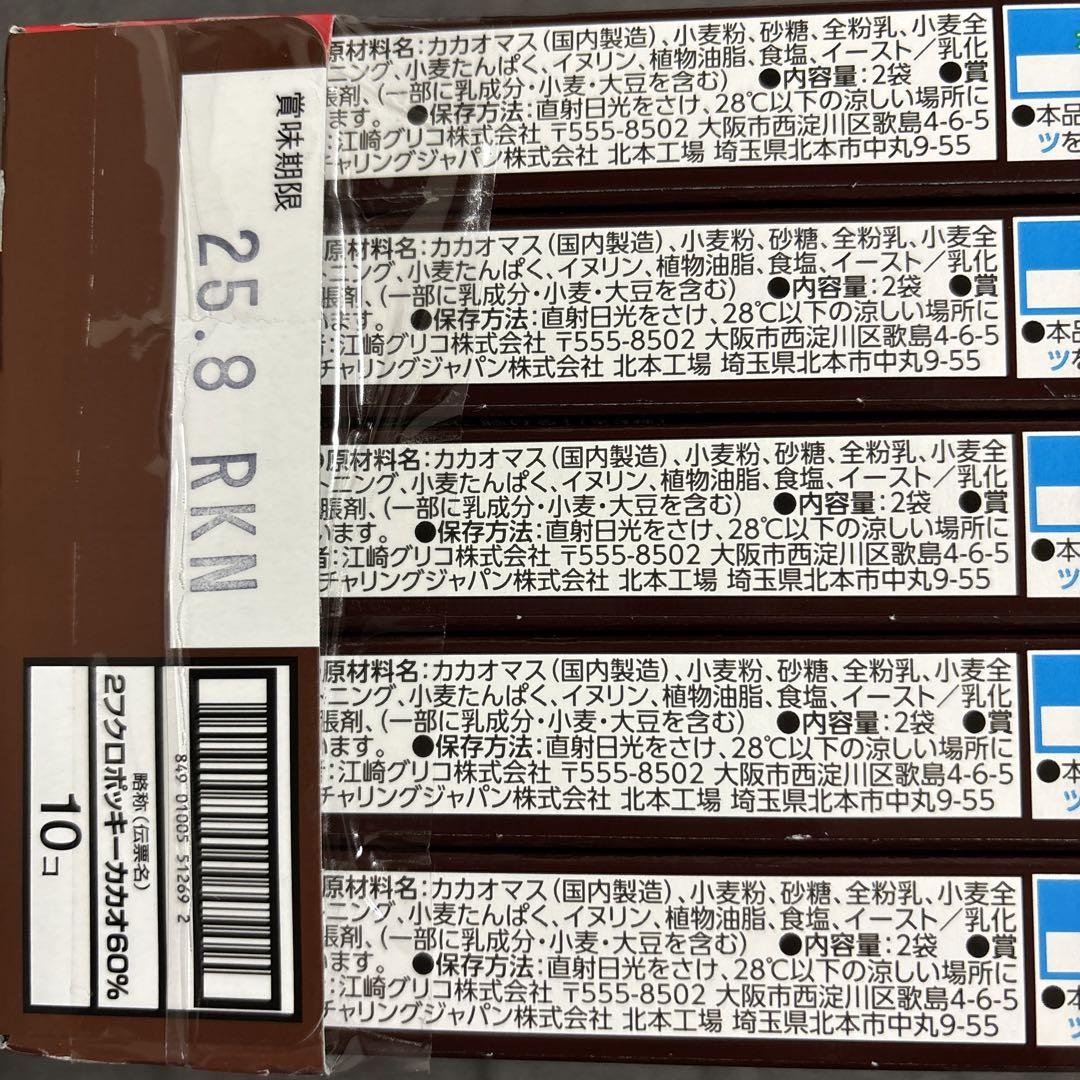 賞味期限
25.8 RKN
849 01005 51269 2
略称(伝票名)
2フクロポッキーカカオ60%
10コ
原材料名:カカオマス(国内製造)、小麦粉、砂糖、全粉乳、小麦全
ニング、小麦たんぱく、イヌリン、植物油脂、食塩、イースト/乳化
脹剤、(一部に乳成分・小麦・大豆を含む) ●内容量:2袋 ●賞
ます。 ●保存方法:直射日光をさけ、28℃以下の涼しい場所に
:江崎グリコ株式会社 〒555-8502 大阪市西淀川区歌島4-6-5
チャリングジャパン株式会社 北本工場 埼玉県北本市中丸9-55
●本品
ツを
原材料名:カカオマス(国内製造)、小麦粉、砂糖、全粉乳、小麦全
ニング、小麦たんぱく、イヌリン、植物油脂、食塩、イースト/乳化
脹剤、(一部に乳成分・小麦・大豆を含む) ●内容量:2袋 ●賞
います。 ●保存方法:直射日光をさけ、28℃以下の涼しい場所に
:江崎グリコ株式会社 〒555-8502 大阪市西淀川区歌島4-6-5
チャリングジャパン株式会社 北本工場 埼玉県北本市中丸9-55
●本品
ツを
の原材料名:カカオマス(国内製造)、小麦粉、砂糖、全粉乳、小麦全
ニング、小麦たんぱく、イヌリン、植物油脂、食塩、イースト/乳化
脹剤、(一部に乳成分・小麦・大豆を含む) ●内容量:2袋 ●賞
います。 ●保存方法:直射日光をさけ、28℃以下の涼しい場所に
者:江崎グリコ株式会社 〒555-8502 大阪市西淀川区歌島4-6-5
チャリングジャパン株式会社 北本工場 埼玉県北本市中丸9-55
●本
ツ
原材料名:カカオマス(国内製造)、小麦粉、砂糖、全粉乳、小麦全
ニング、小麦たんぱく、イヌリン、植物油脂、食塩、イースト/乳化
脹剤、(一部に乳成分・小麦・大豆を含む) ●内容量:2袋 ●賞
います。 ●保存方法:直射日光をさけ、28℃以下の涼しい場所に
:江崎グリコ株式会社 〒555-8502 大阪市西淀川区歌島4-6-5
チャリングジャパン株式会社 北本工場 埼玉県北本市中丸9-55
●本
ツ
原材料名:カカオマス(国内製造)、小麦粉、砂糖、全粉乳、小麦全
ニング、小麦たんぱく、イヌリン、植物油脂、食塩、イースト/乳化
脹剤、(一部に乳成分・小麦・大豆を含む) ●内容量:2袋 ●賞
ます。 ●保存方法:直射日光をさけ、28℃以下の涼しい場所に
:江崎グリコ株式会社 〒555-8502 大阪市西淀川区歌島4-6-5
チャリングジャパン株式会社 北本工場 埼玉県北本市中丸9-55
●本
ツ